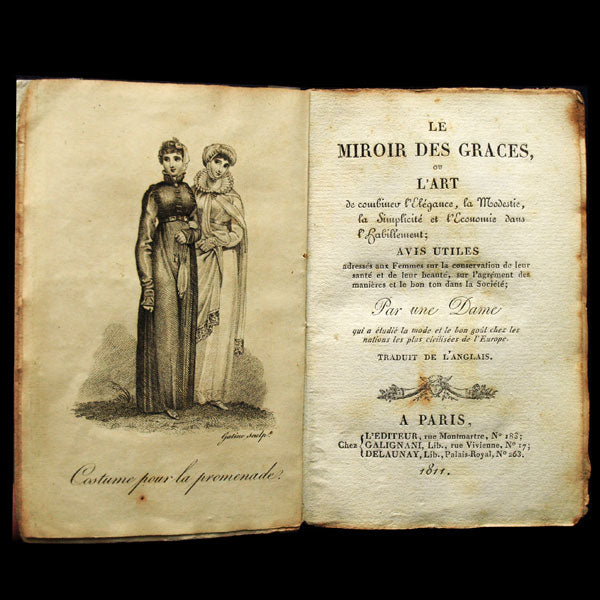 Gatine sculpt.
Costume pour la promenade.
LE
MIROIR DES GRACES,
OU
L'ART
de combiner l'Elégance, la Modestie,
la Simplicité et l'Economie dans
l'Habillement;
AVIS UTILES
adressés aux Femmes sur la conservation de leur
santé et de leur beauté, sur l'agrément des
manières et le bon ton dans la Société;
Par une Dame
qui a étudié la mode et le bon goût chez les
nations les plus civilisées de l'Europe.
TRADUIT DE L'ANGLAIS.
A PARIS,
L'EDITEUR, rue Montmartre, N° 183;
Chez GALIGNANI, Lib., rue Vivienne, N° 17;
DELAUNAY, Lib., Palais-Royal, N° 263.
1811.